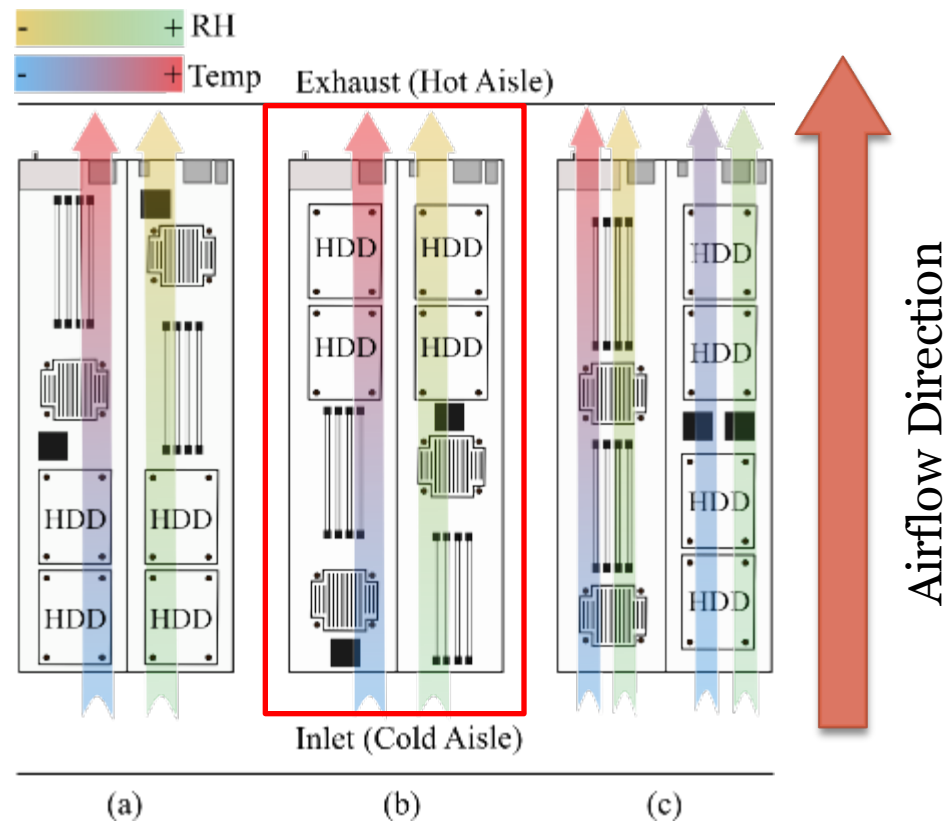 - + RH
- + Temp
Exhaust (Hot Aisle)
HDD HDD
HDD HDD
HDD HDD
HDD HDD
HDD
HDD
HDD
HDD
Inlet (Cold Aisle)
(a) (b) (c)
Airflow Direction